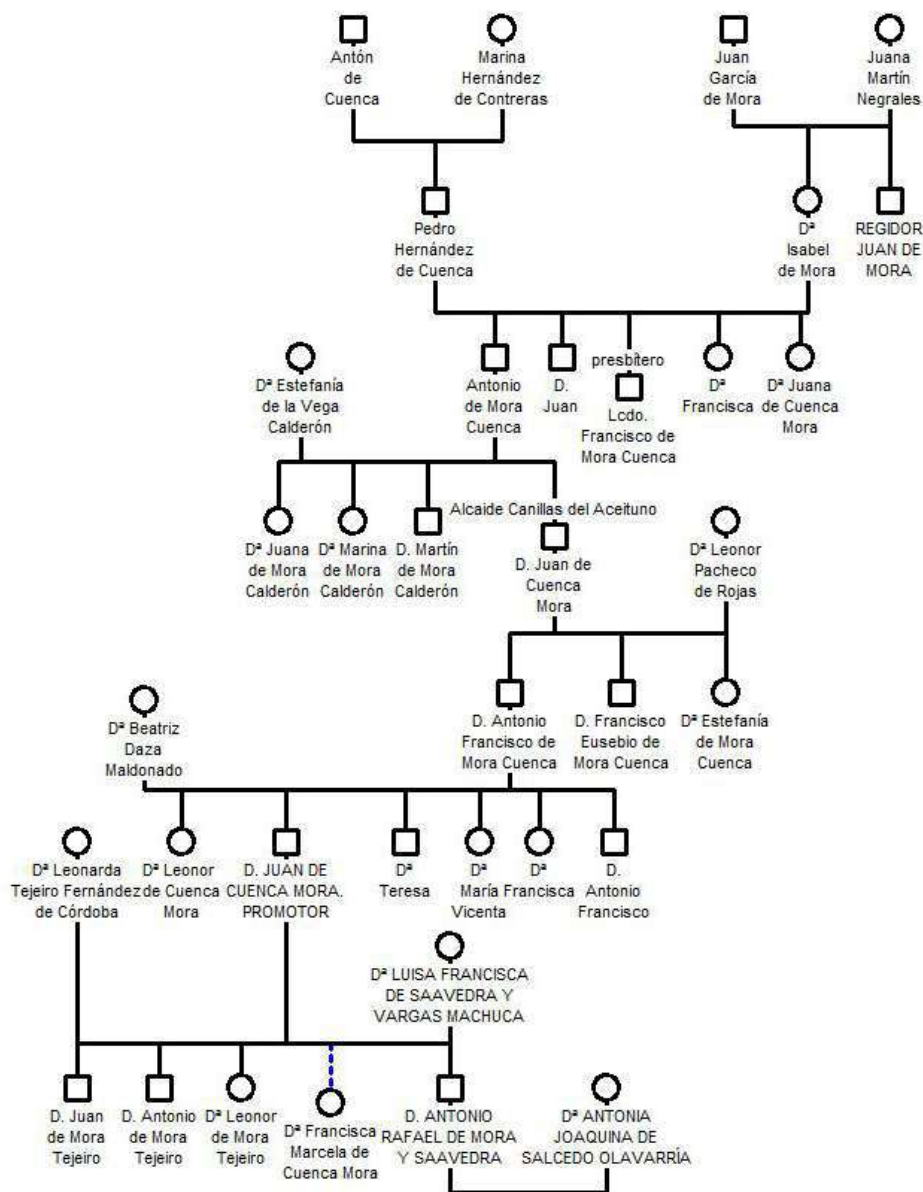 Antón
de
Cuenca
Marina
Hernández
de Contreras
Juan
García
de Mora
Juana
Martín
Negrales
Pedro
Hernández
de Cuenca
Dª
Isabel
de Mora
REGIDOR
JUAN DE
MORA
Dª Estefanía
de la Vega
Calderón
Antonio
de Mora
Cuenca
D.
Juan
presbítero
Lcdo.
Francisco de
Mora Cuenca
Dª
Francisca
Dª Juana
de Cuenca
Mora
Dª Juana
de Mora
Calderón
Dª Marina
de Mora
Calderón
D. Martín
de Mora
Calderón
Alcaide Canillas del Aceituno
D. Juan de
Cuenca
Mora
Dª Leonor
Pacheco
de Rojas
Dª Beatriz
Daza
Maldonado
D. Antonio
Francisco de
Mora Cuenca
D. Francisco
Eusebio de
Mora Cuenca
Dª Estefanía
de Mora
Cuenca
Dª Leonarda
Tejeiro Fernández
de Córdoba
Dª Leonor
de Cuenca
Mora
D. JUAN DE
CUENCA MORA.
PROMOTOR
Dª
Teresa
Dª
María
Vicenta
Dª
Francisca
D.
Antonio
Francisco
Dª LUISA FRANCISCA
DE SAAVEDRA Y
VARGAS MACHUCA
D. Juan
de Mora
Tejeiro
D. Antonio
de Mora
Tejeiro
Dª Leonor
de Mora
Tejeiro
Dª Francisca
Marcela de
Cuenca Mora
D. ANTONIO
RAFAEL DE MORA
Y SAAVEDRA
Dª ANTONIA
JOAQUINA DE
SALCEDO OLAVARRÍA